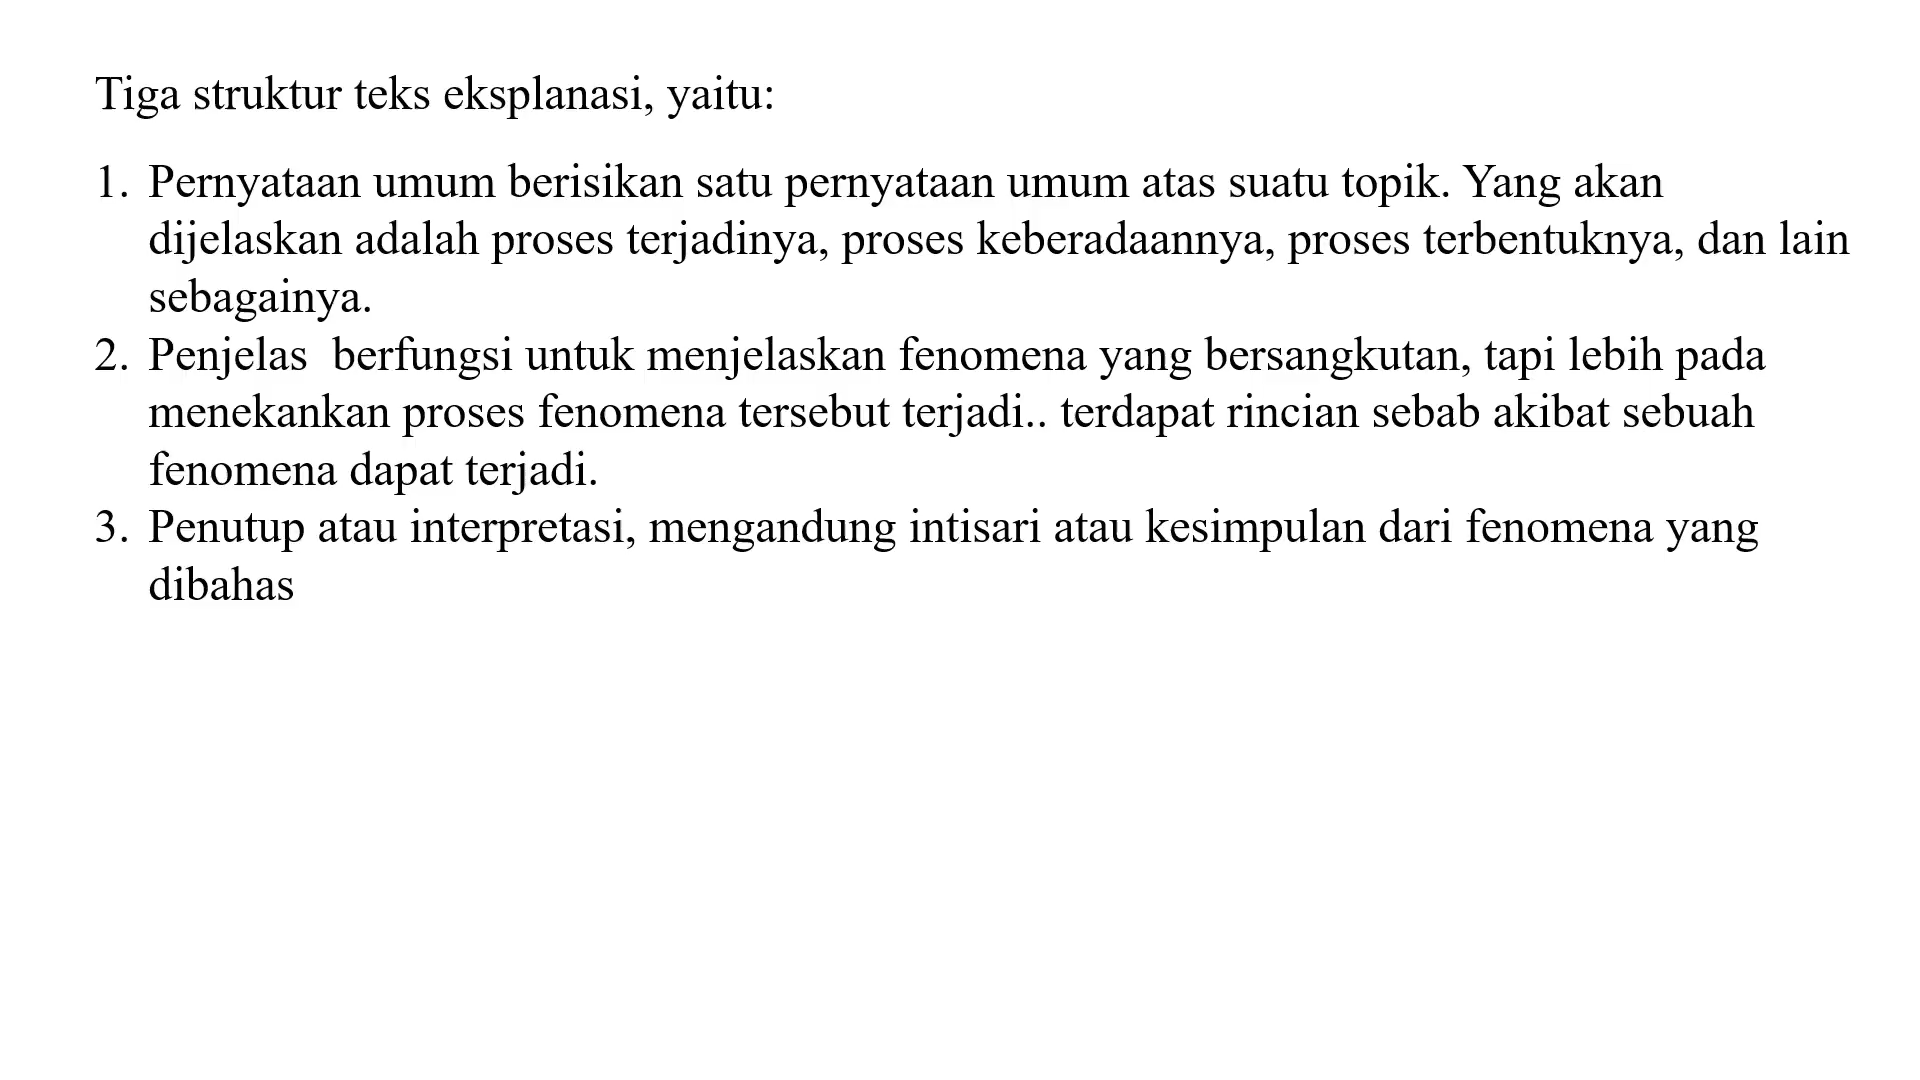 Tiga struktur teks eksplanasi, yaitu:
1. Pernyataan umum berisikan satu pernyataan umum atas suatu topik. Yang akan
dijelaskan adalah proses terjadinya, proses keberadaannya, proses terbentuknya, dan lain
sebagainya.
2. Penjelas  berfungsi untuk menjelaskan fenomena yang bersangkutan, tapi lebih pada
menekankan proses fenomena tersebut terjadi.. terdapat rincian sebab akibat sebuah
fenomena dapat terjadi.
3. Penutup atau interpretasi, mengandung intisari atau kesimpulan dari fenomena yang
dibahas